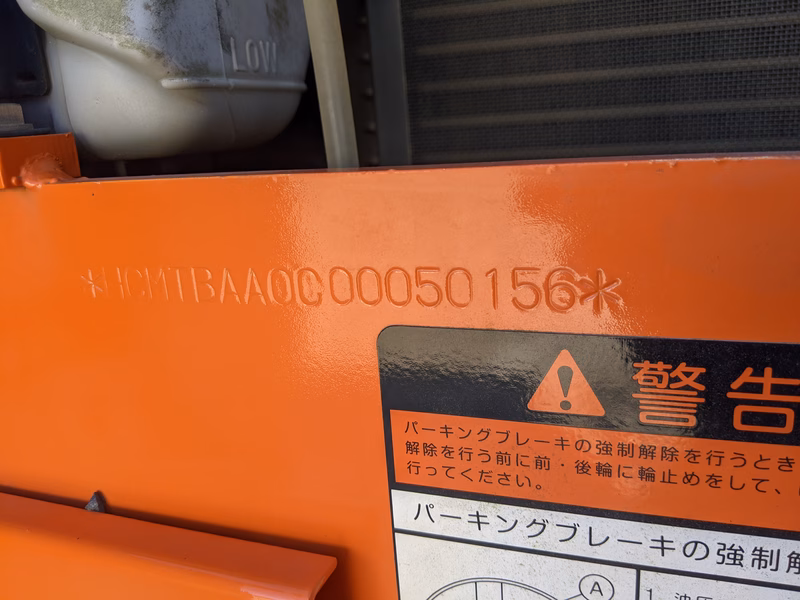 LOW
*HCMTBAA0C00050156*
警告
パーキングブレーキの強制解除を行うとき
解除を行う前に前・後輪に輪止めをして、
行ってください。
パーキングブレーキの強制解
A
1